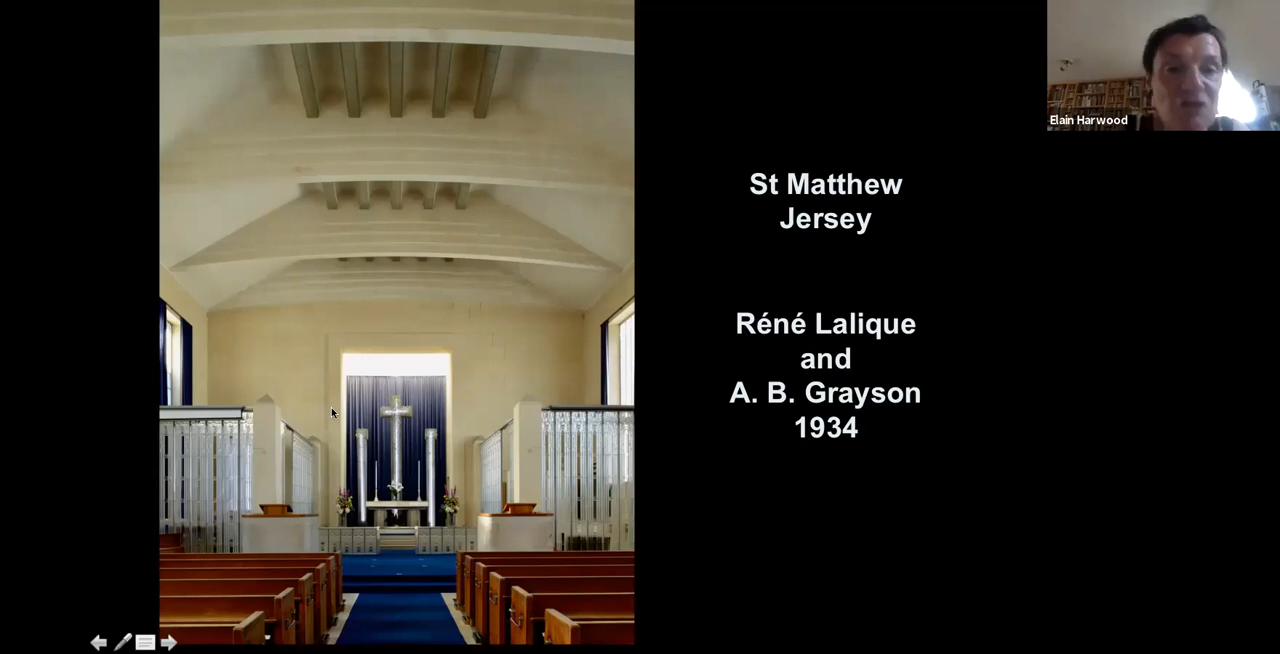 Elain Harwood
St Matthew
Jersey
Réné Lalique
and
A. B. Grayson
1934